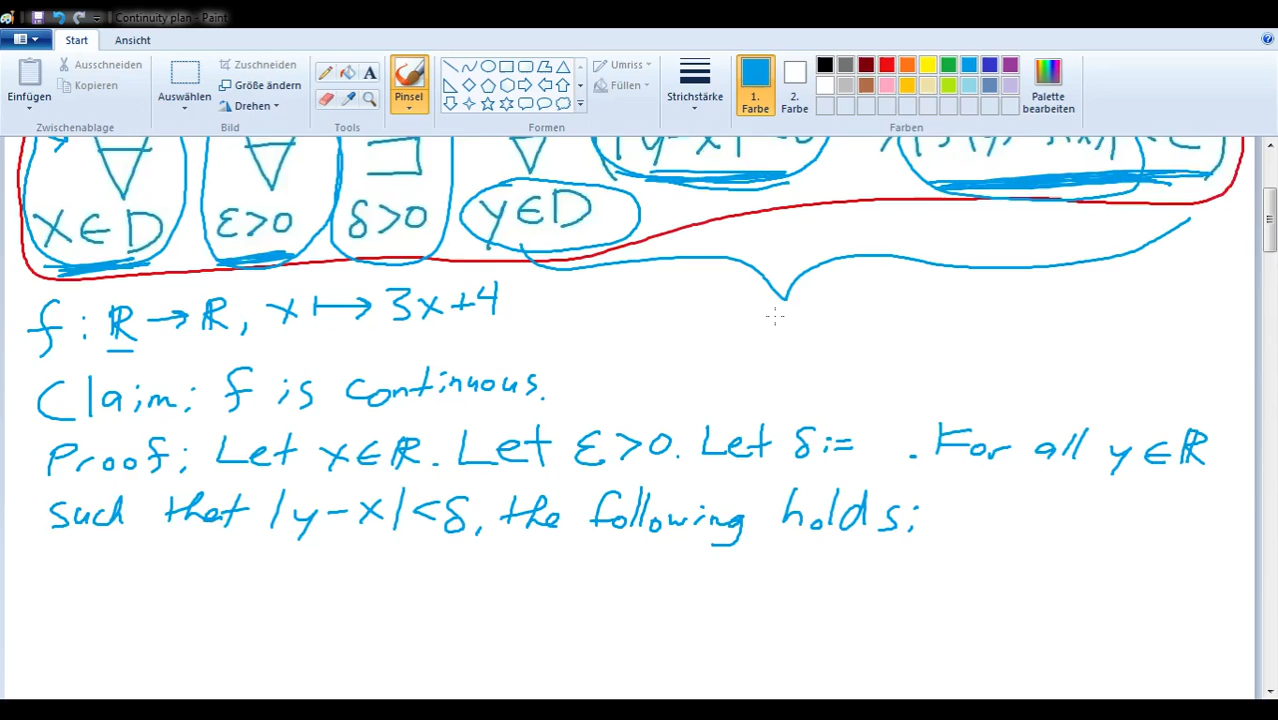 Continuity plan - Paint
Start Ansicht
Einfügen
Ausschneiden
Kopieren
Zwischenablage
Auswählen
Zuschneiden
Größe ändern
Drehen
Bild
Tools
Pinsel
Formen
Umriss
Füllen
Strichstärke
1. Farbe
2. Farbe
Palette bearbeiten
Farben
∀ ∀ ∃ ∀
x∈D ε>0 δ>0 y∈D
f : ℝ → ℝ, x ↦ 3x+4
Claim: f is continuous.
Proof: Let x∈ℝ. Let ε>0. Let δ:= . For all y∈ℝ
such that |y-x|<δ, the following holds: